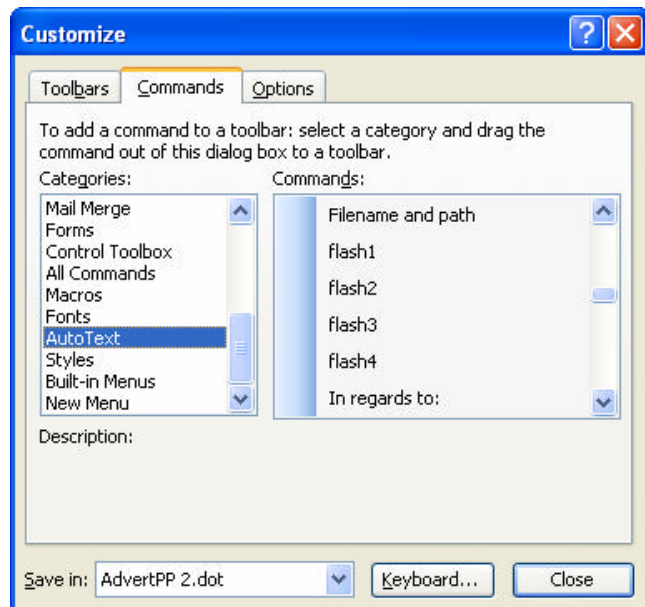 Customize
Toolbars Commands Options
To add a command to a toolbar: select a category and drag the
command out of this dialog box to a toolbar.
Categories:
Commands:
Mail Merge
Forms
Control Toolbox
All Commands
Macros
Fonts
AutoText
Styles
Built-in Menus
New Menu
Filename and path
flash1
flash2
flash3
flash4
In regards to:
Description:
Save in: AdvertPP 2.dot Keyboard... Close